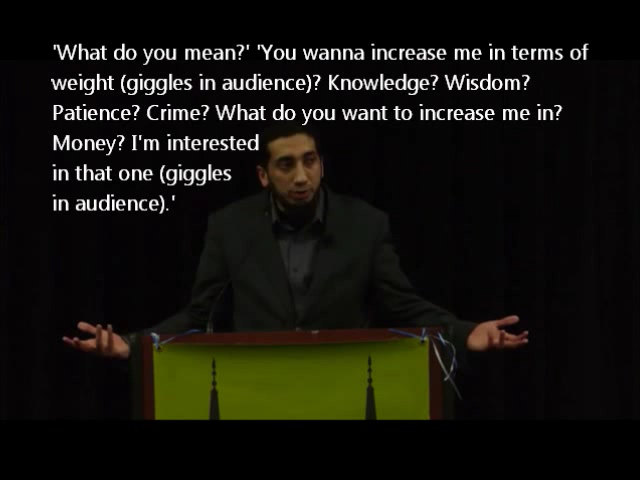 'What do you mean?' 'You wanna increase me in terms of
weight (giggles in audience)? Knowledge? Wisdom?
Patience? Crime? What do you want to increase me in?
Money? I'm interested
in that one (giggles
in audience).'